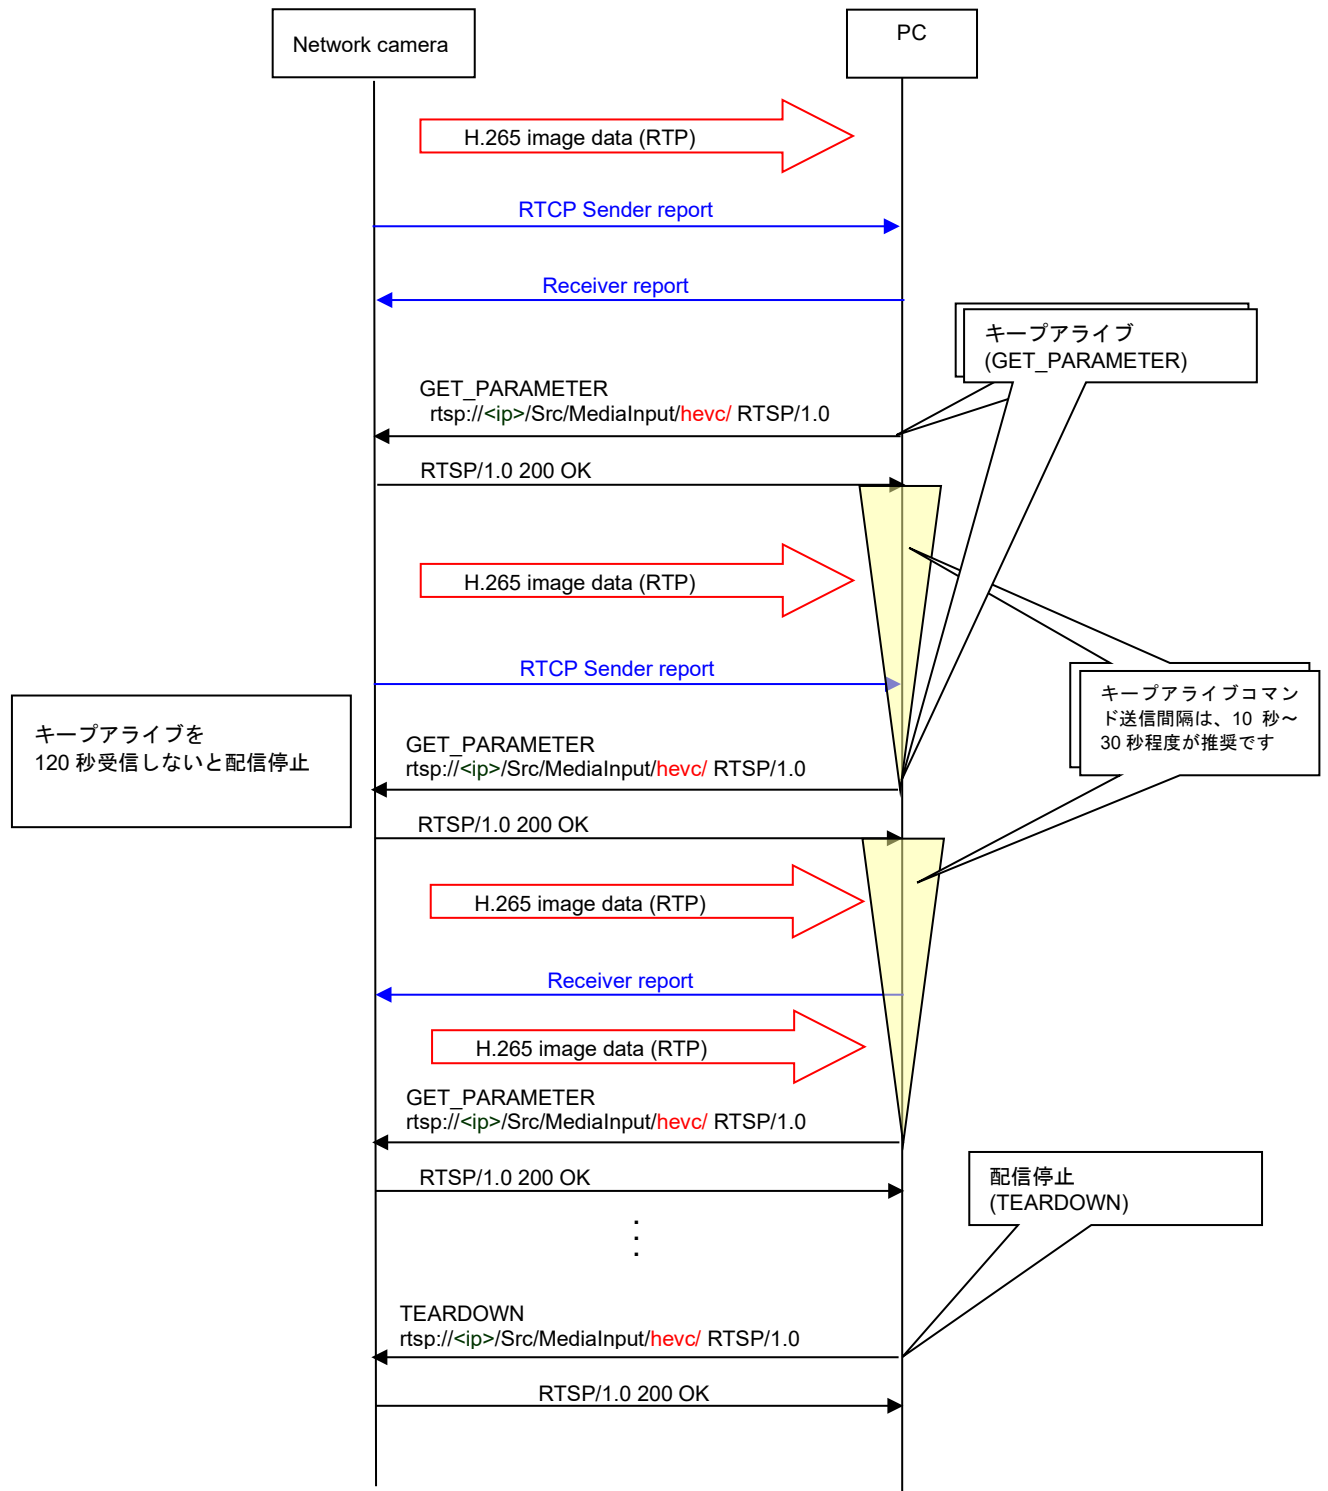 Network camera
PC
H.265 image data (RTP)
RTCP Sender report
Receiver report
キープアライブ
(GET_PARAMETER)
GET_PARAMETER
rtsp://<ip>/Src/MediaInput/hevc/ RTSP/1.0
RTSP/1.0 200 OK
H.265 image data (RTP)
RTCP Sender report
キープアライブコマン
ド送信間隔は、10 秒～
30 秒程度が推奨です
キープアライブを
120 秒受信しないと配信停止
GET_PARAMETER
rtsp://<ip>/Src/MediaInput/hevc/ RTSP/1.0
RTSP/1.0 200 OK
H.265 image data (RTP)
Receiver report
H.265 image data (RTP)
GET_PARAMETER
rtsp://<ip>/Src/MediaInput/hevc/ RTSP/1.0
RTSP/1.0 200 OK
配信停止
(TEARDOWN)
TEARDOWN
rtsp://<ip>/Src/MediaInput/hevc/ RTSP/1.0
RTSP/1.0 200 OK